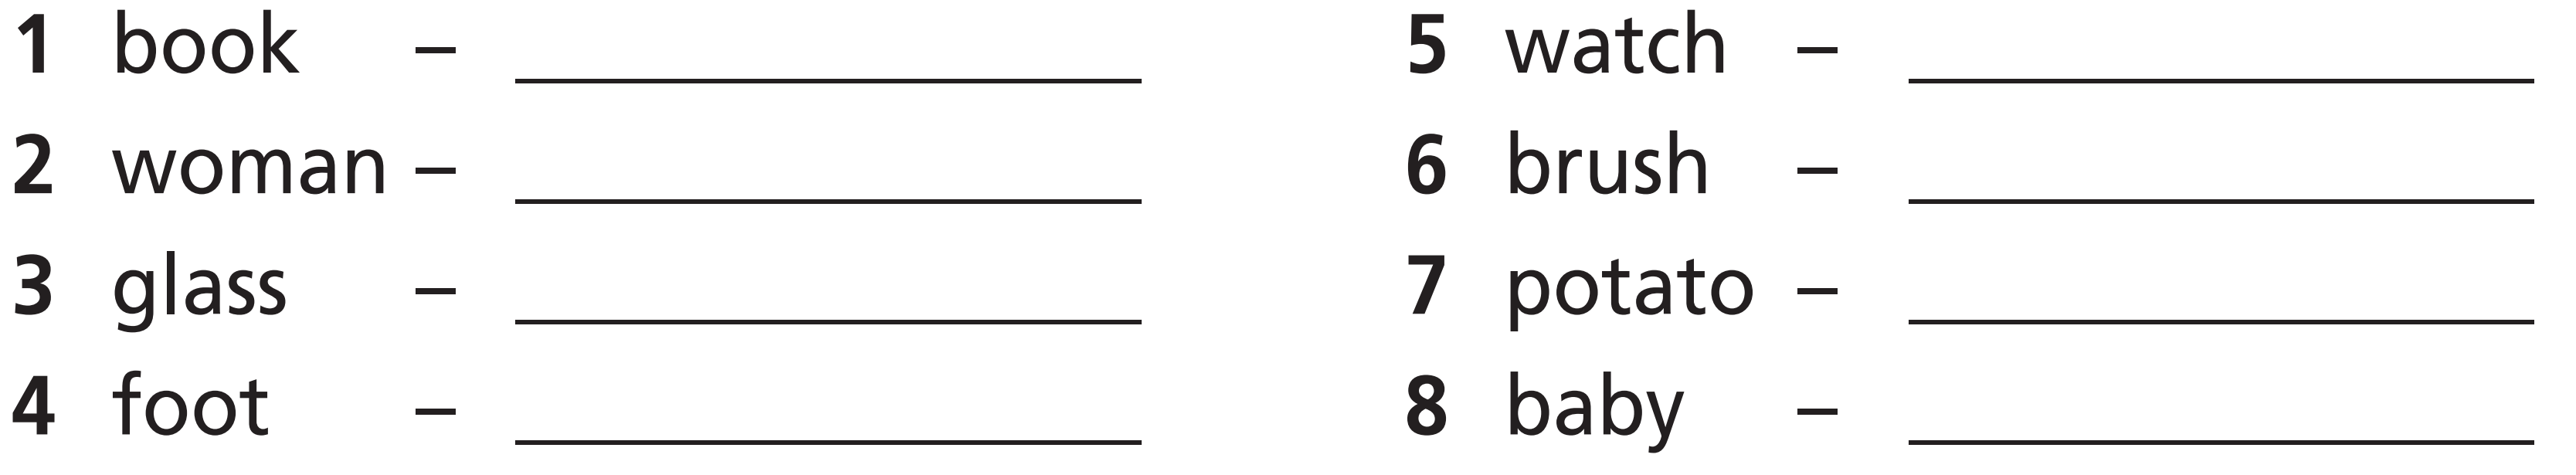 1 book – ____________
2 woman – ____________
3 glass – ____________
4 foot – ____________
5 watch – ____________
6 brush – ____________
7 potato – ____________
8 baby – ____________